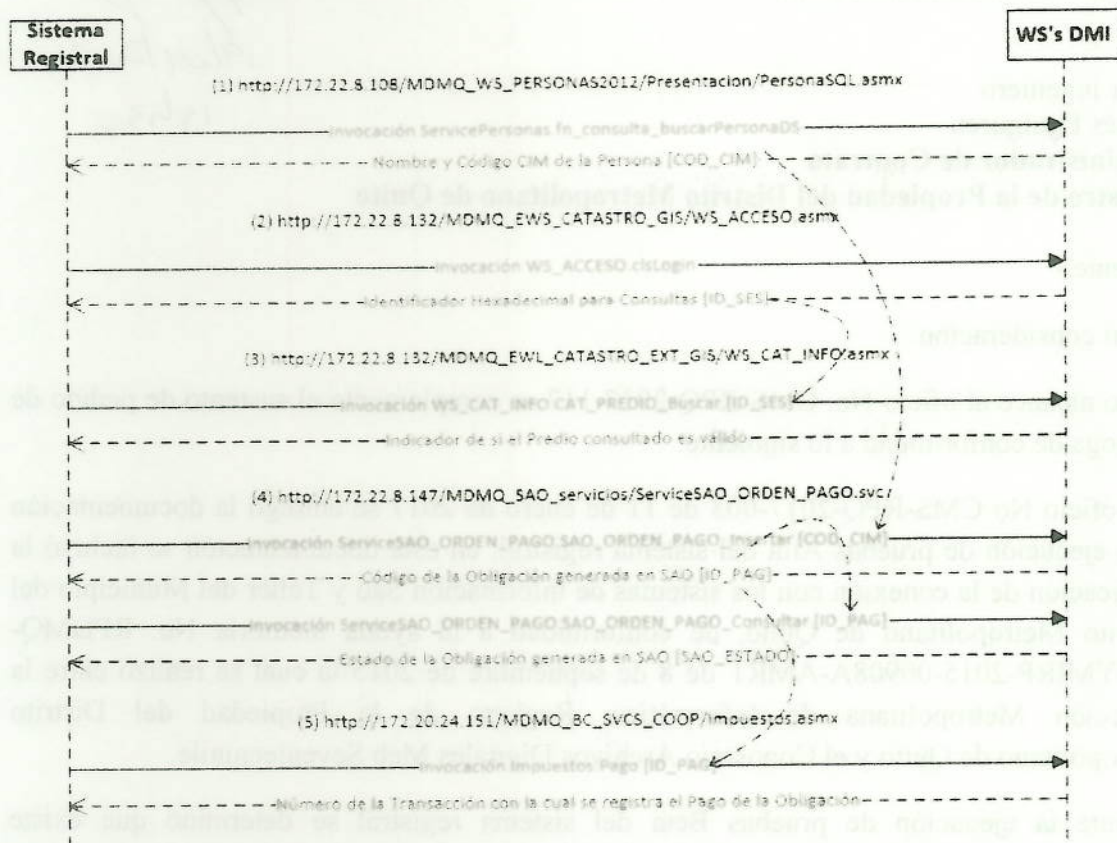 Sistema
Registral
WS's DMI
(1) http://172.22.8.108/MDMQ_WS_PERSONAS2012/Presentacion/PersonaSQL.asmx
Invocación ServicePersonas.fn_consulta_buscarPersonaDS
Nombre y Código CIM de la Persona [COD_CIM]
(2) http://172.22.8.132/MDMQ_EWS_CATASTRO_GIS/WS_ACCESO.asmx
Invocación WS_ACCESO.clsLogin
Identificador Hexadecimal para Consultas [ID_SES]
(3) http://172.22.8.132/MDMQ_EWL_CATASTRO_EXT_GIS/WS_CAT_INFO.asmx
Invocación WS_CAT_INFO.CAT_PREDIO_Buscar [ID_SES]
Indicador de si el Predio consultado es válido
(4) http://172.22.8.147/MDMQ_SAO_servicios/ServiceSAO_ORDEN_PAGO.svc
Invocación ServiceSAO_ORDEN_PAGO.SAO_ORDEN_PAGO_Insertar [COD_CIM]
Código de la Obligación generada en SAO [ID_PAG]
Invocación ServiceSAO_ORDEN_PAGO.SAO_ORDEN_PAGO_Consultar [ID_PAG]
Estado de la Obligación generada en SAO [SAO_ESTADO]
(5) http://172.20.24.151/MDMQ_BC_SVCS_COOP/Impuestos.asmx
Invocación Impuestos.Pago [ID_PAG]
Número de la Transacción con la cual se registra el Pago de la Obligación